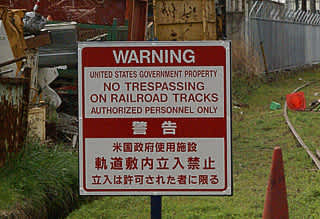 WARNING
UNITED STATES GOVERNMENT PROPERTY
NO TRESPASSING
ON RAILROAD TRACKS
AUTHORIZED PERSONNEL ONLY
警告
米国政府使用施設
軌道敷内立入禁止
立入は許可された者に限る